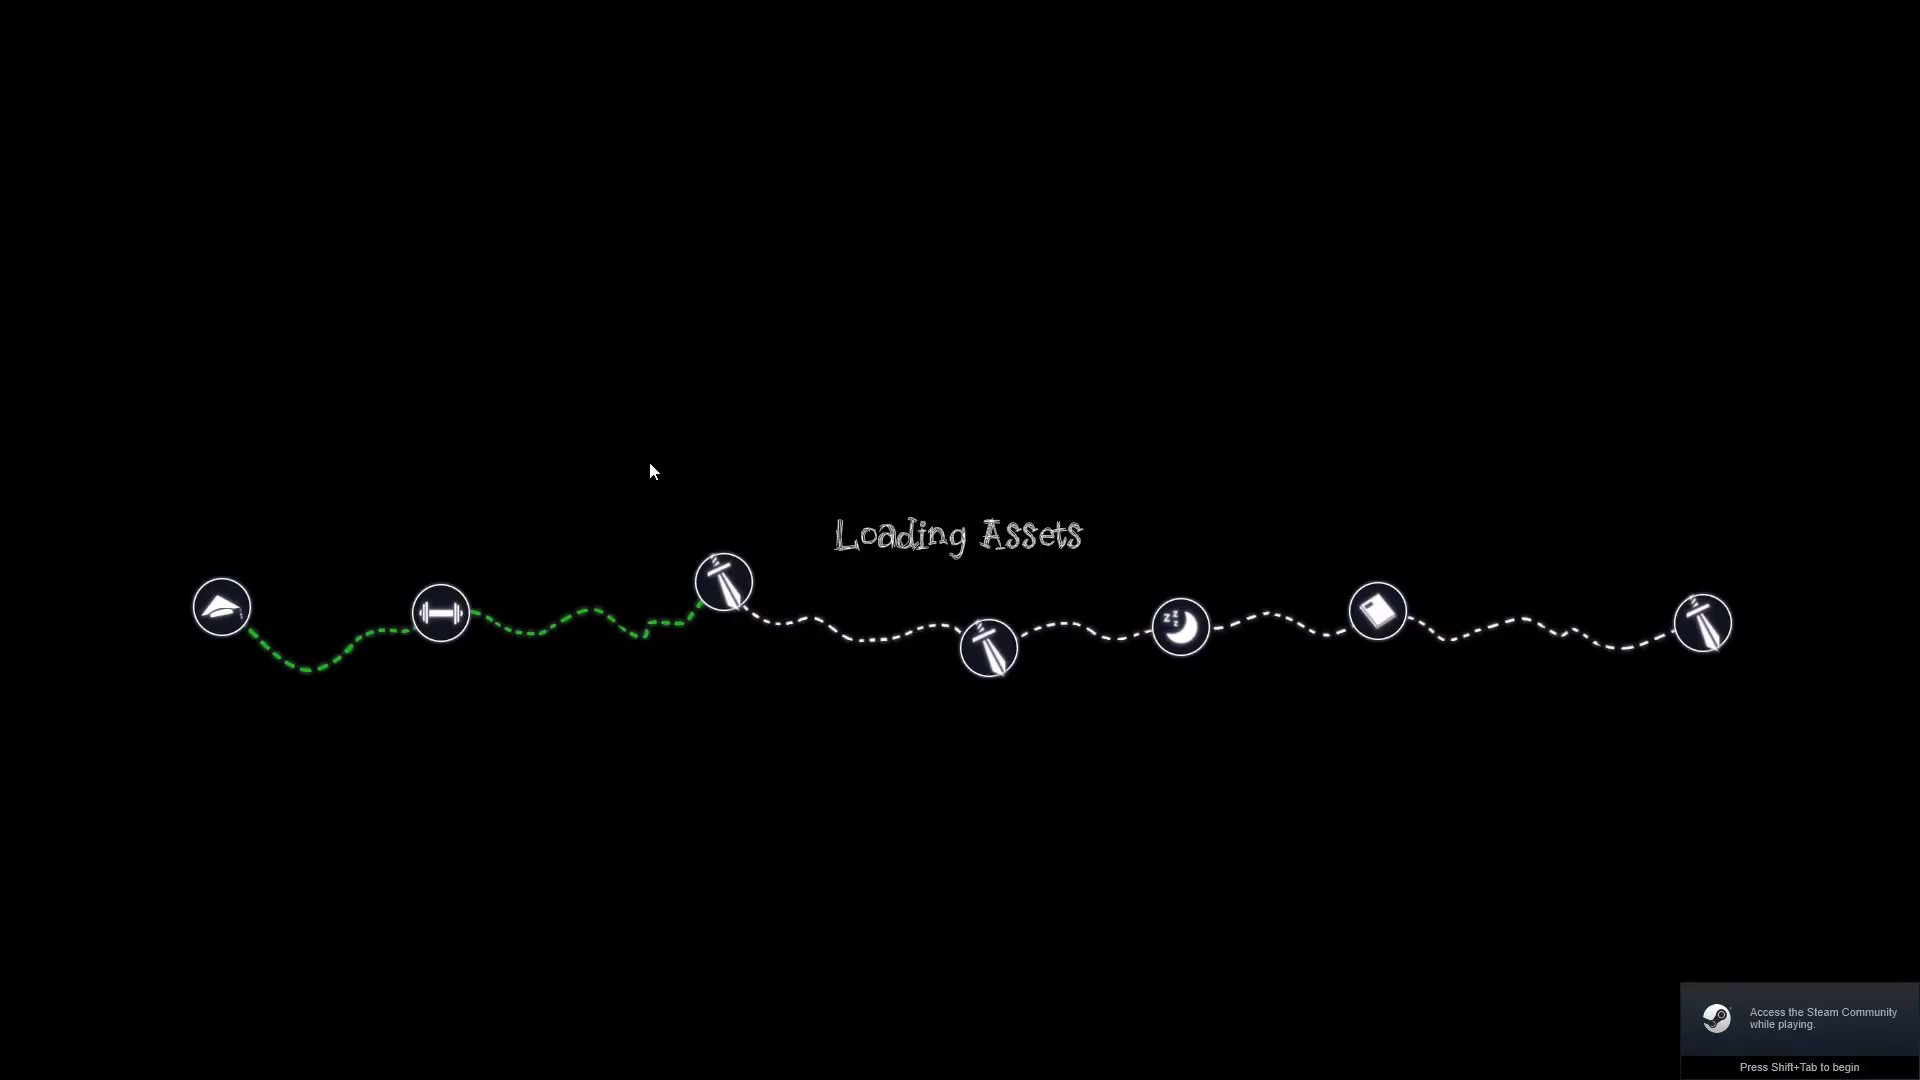 Loading Assets
Access the Steam Community
while playing.
Press Shift+Tab to begin